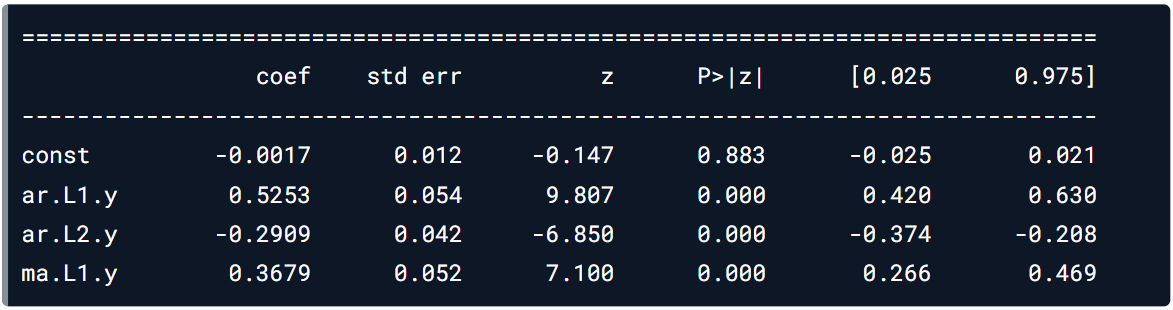 ==============================================================================
                 coef    std err          z      P>|z|      [0.025      0.975]
------------------------------------------------------------------------------
const         -0.0017      0.012     -0.147      0.883      -0.025       0.021
ar.L1.y        0.5253      0.054      9.807      0.000       0.420       0.630
ar.L2.y       -0.2909      0.042     -6.850      0.000      -0.374      -0.208
ma.L1.y        0.3679      0.052      7.100      0.000       0.266       0.469